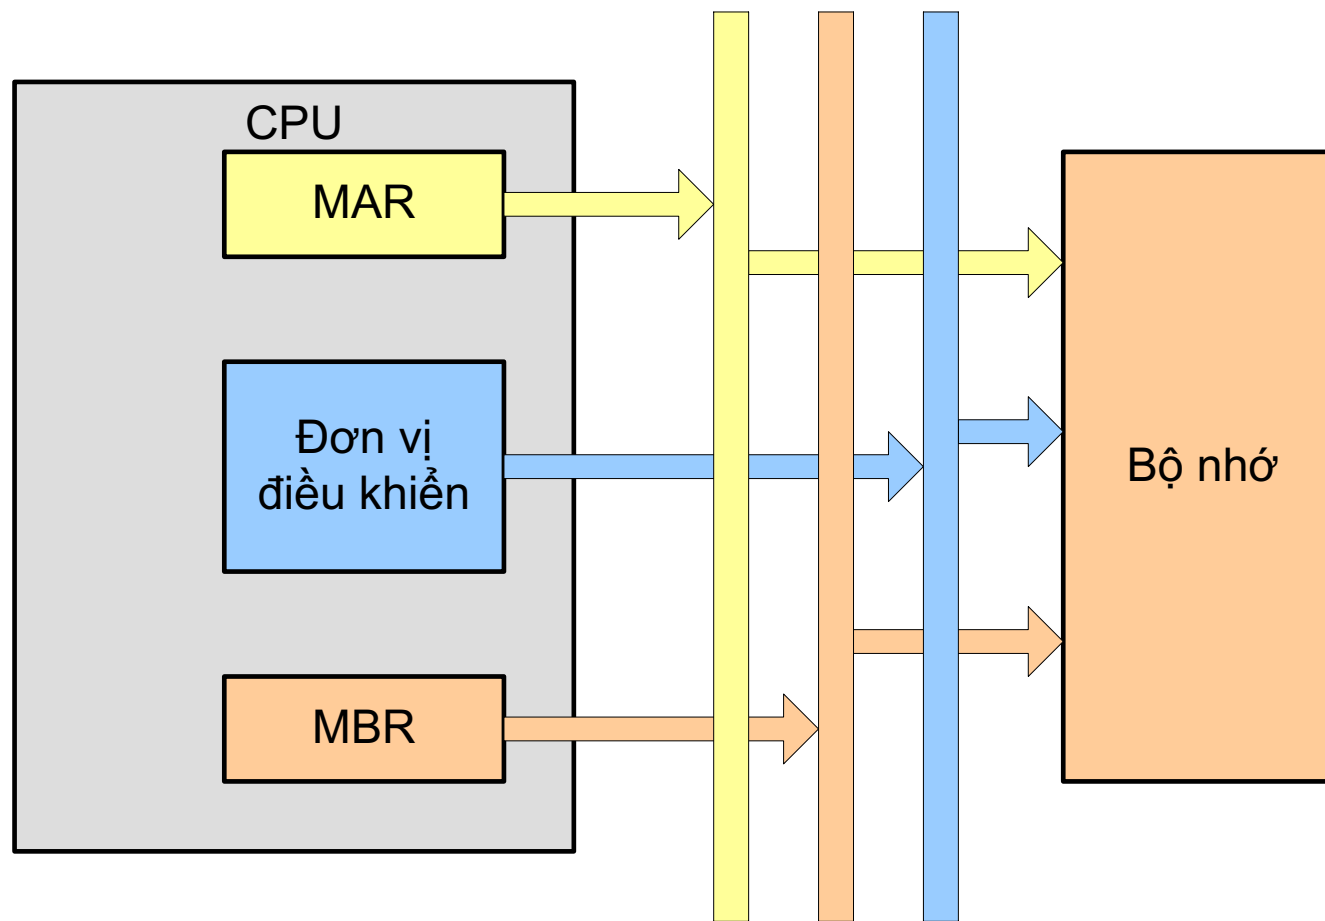 CPU
MAR
Đơn vị
điều khiển
Bộ nhớ
MBR